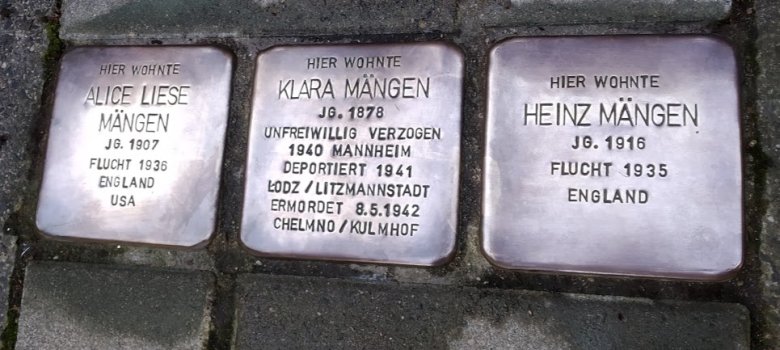 HIER WOHNTE
ALICE LIESE
MÄNGEN
JG. 1907
FLUCHT 1936
ENGLAND
USA
HIER WOHNTE
KLARA MÄNGEN
JG. 1878
UNFREIWILLIG VERZOGEN
1940 MANNHEIM
DEPORTIERT 1941
ŁODZ/LITZMANNSTADT
ERMORDET 8.5.1942
CHELMNO/KULMHOF
HIER WOHNTE
HEINZ MÄNGEN
JG. 1916
FLUCHT 1935
ENGLAND